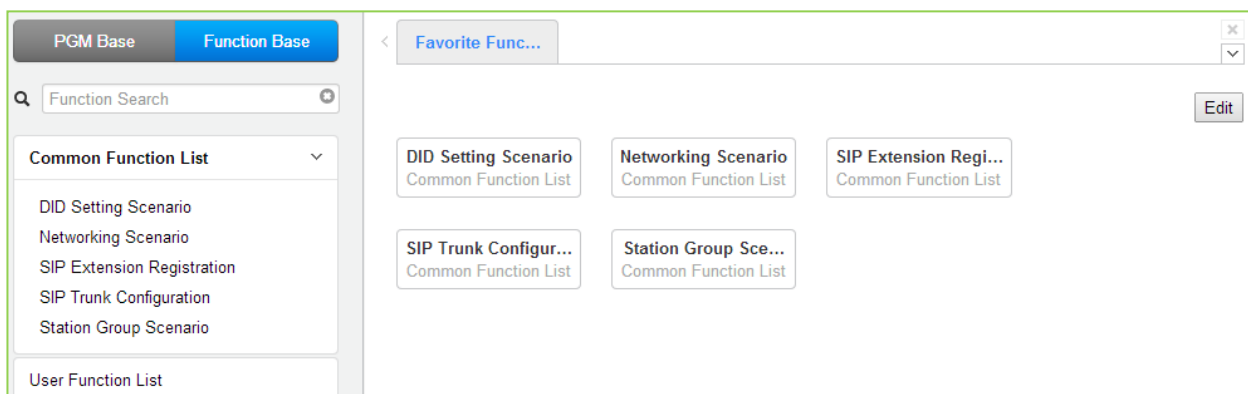 PGM Base
Function Base
Function Search
Common Function List
DID Setting Scenario
Networking Scenario
SIP Extension Registration
SIP Trunk Configuration
Station Group Scenario
User Function List
Favorite Func...
Edit
DID Setting Scenario
Common Function List
Networking Scenario
Common Function List
SIP Extension Regi...
Common Function List
SIP Trunk Configur...
Common Function List
Station Group Sce...
Common Function List